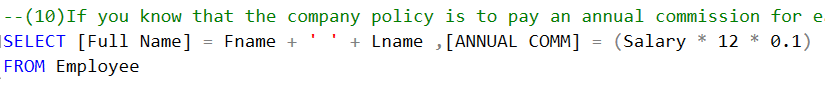 --(10)If you know that the company policy is to pay an annual commission for
SELECT [Full Name] = Fname + ' ' + Lname ,[ANNUAL COMM] = (Salary * 12 * 0.1)
FROM Employee